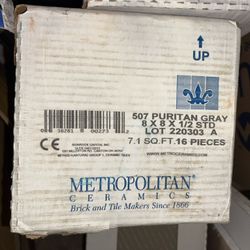 UP
507 PURITAN GRAY
8 X 8 X 1/2 STD
LOT 220303 A
7.1 SQ.FT. 16 PIECES
METROPOLITAN
CERAMICS
Brick and Tile Makers Since 1866